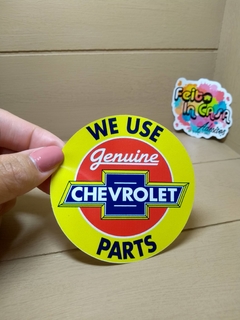 WE USE
Genuine
CHEVROLET
PARTS
Feito
in CASA